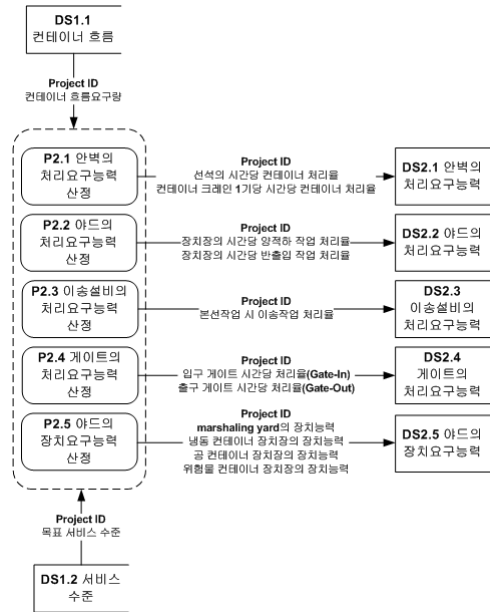 DS1.1
컨테이너 흐름
Project ID
컨테이너 흐름요구량
P2.1 안벽의
처리요구능력
산정
Project ID
선석의 시간당 컨테이너 처리율
컨테이너 크레인 1기당 시간당 컨테이너 처리율
DS2.1 안벽의
처리요구능력
P2.2 야드의
처리요구능력
산정
Project ID
장치장의 시간당 양적하 작업 처리율
장치장의 시간당 반출입 작업 처리율
DS2.2 야드의
처리요구능력
P2.3 이송설비의
처리요구능력
산정
Project ID
본선작업 시 이송작업 처리율
DS2.3
이송설비의
처리요구능력
P2.4 게이트의
처리요구능력
산정
Project ID
입구 게이트 시간당 처리율(Gate-In)
출구 게이트 시간당 처리율(Gate-Out)
DS2.4
게이트의
처리요구능력
P2.5 야드의
장치요구능력
산정
Project ID
marshaling yard의 장치능력
냉동 컨테이너 장치장의 장치능력
공 컨테이너 장치장의 장치능력
위험물 컨테이너 장치장의 장치능력
DS2.5 야드의
장치요구능력
Project ID
목표 서비스 수준
DS1.2 서비스
수준